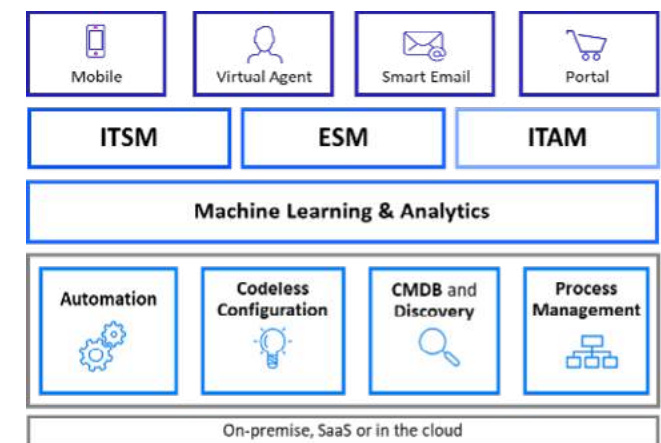 Mobile
Virtual Agent
Smart Email
Portal
ITSM
ESM
ITAM
Machine Learning & Analytics
Automation
Codeless
Configuration
CMDB and
Discovery
Process
Management
On-premise, SaaS or in the cloud